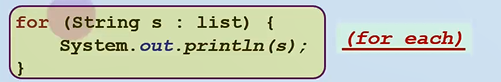 for (String s : list) {
    System.out.println(s);
}
(for each)